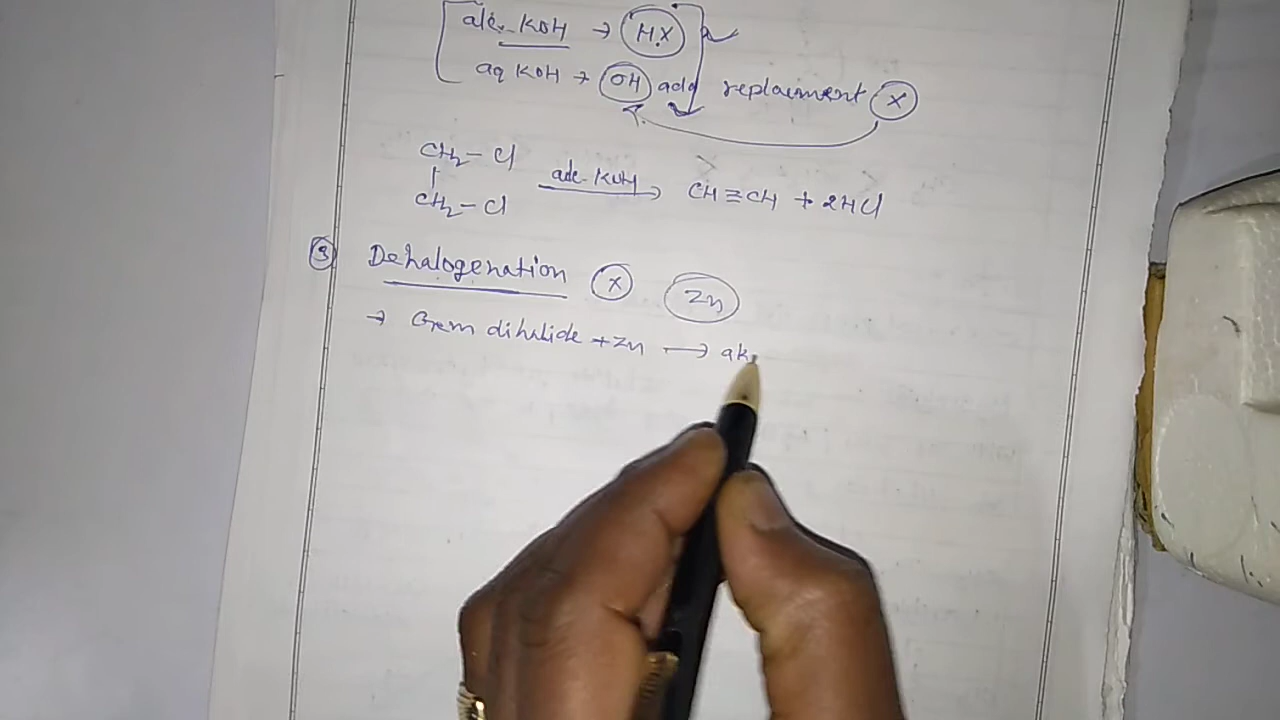 alc. KOH → HX
aq KOH → OH add replacement X
CH2 - Cl
CH2 - Cl
alc. KOH → CH ≡ CH + 2HCl
③ Dehalogenation X Zn
→ Gem dihalide + Zn → ak